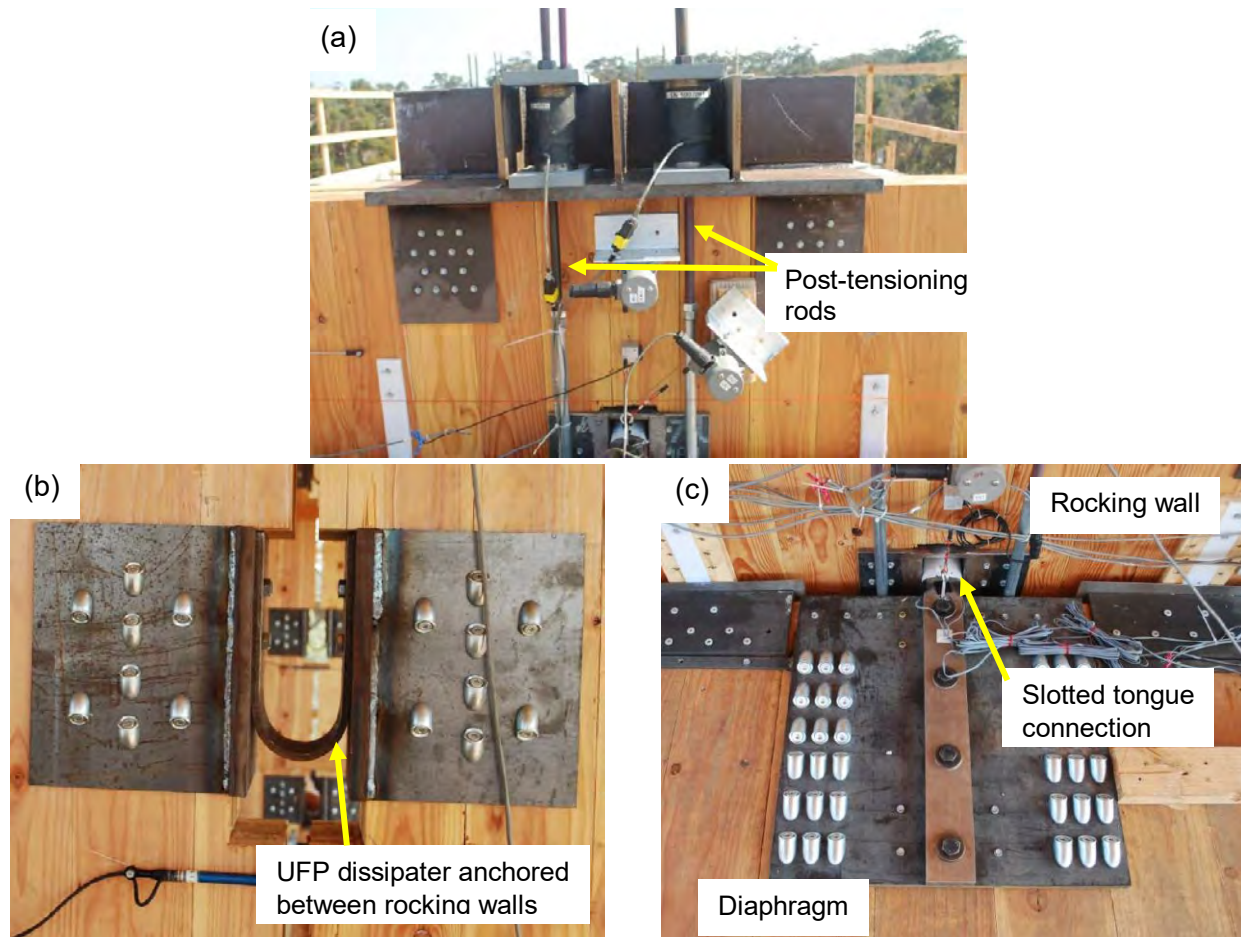 (a)
Post-tensioning
rods
(b)
UFP dissipater anchored
between rocking walls
(c)
Rocking wall
Slotted tongue
connection
Diaphragm